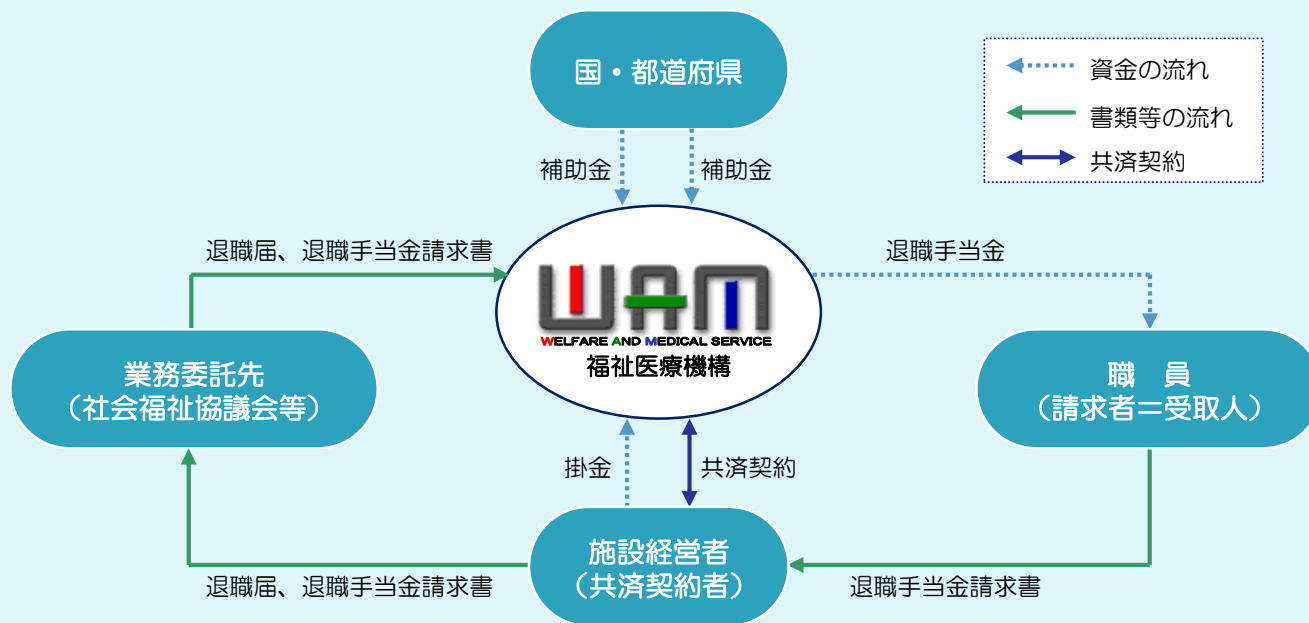 国・都道府県
資金の流れ
書類等の流れ
共済契約
補助金
補助金
退職届、退職手当金請求書
退職手当金
WAM
WELFARE AND MEDICAL SERVICE
福祉医療機構
業務委託先
（社会福祉協議会等）
職　員
（請求者＝受取人）
掛金
共済契約
施設経営者
（共済契約者）
退職届、退職手当金請求書
退職手当金請求書